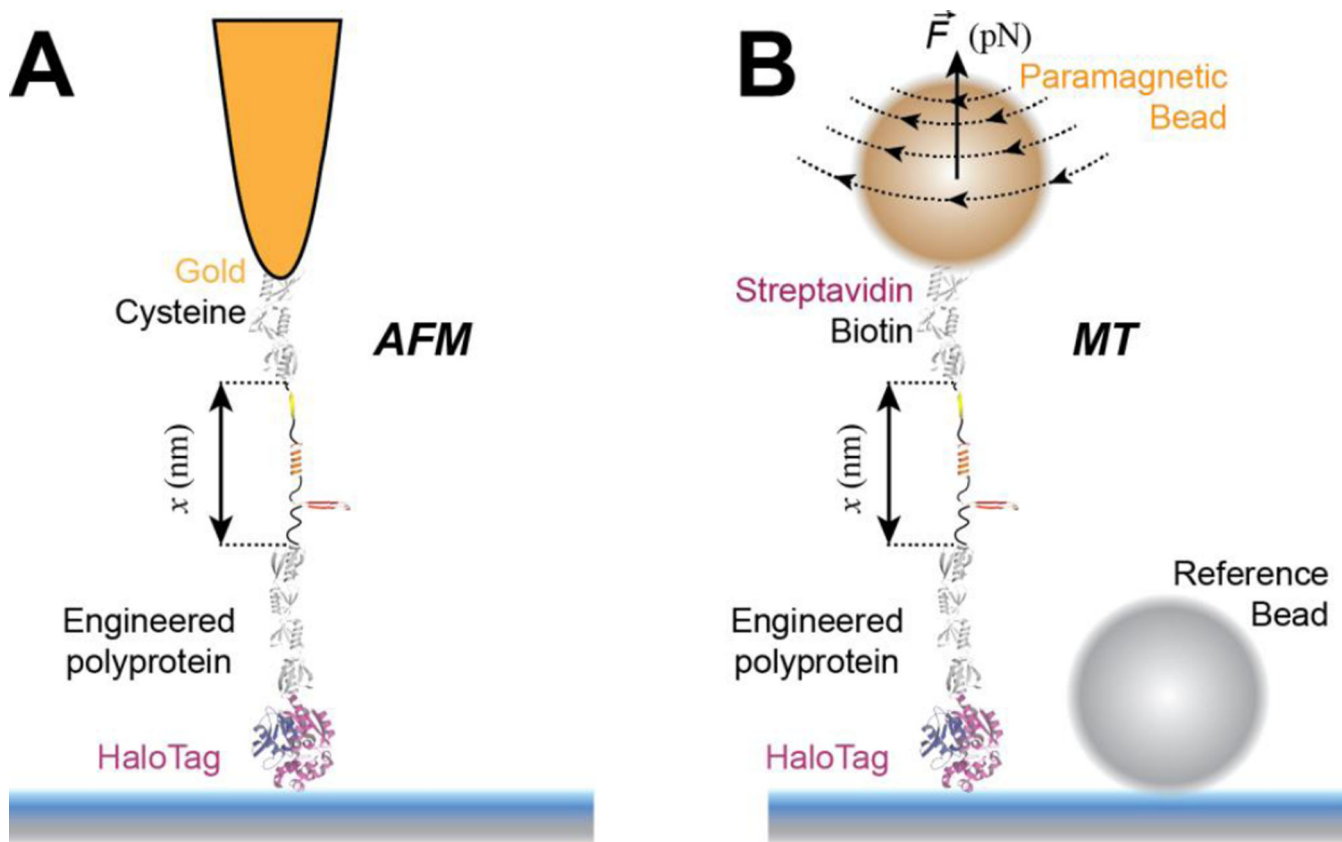 A
Gold
Cysteine
AFM
x (nm)
Engineered
polyprotein
HaloTag
B
F (pN)
Paramagnetic
Bead
Streptavidin
Biotin
MT
x (nm)
Engineered
polyprotein
Reference
Bead
HaloTag